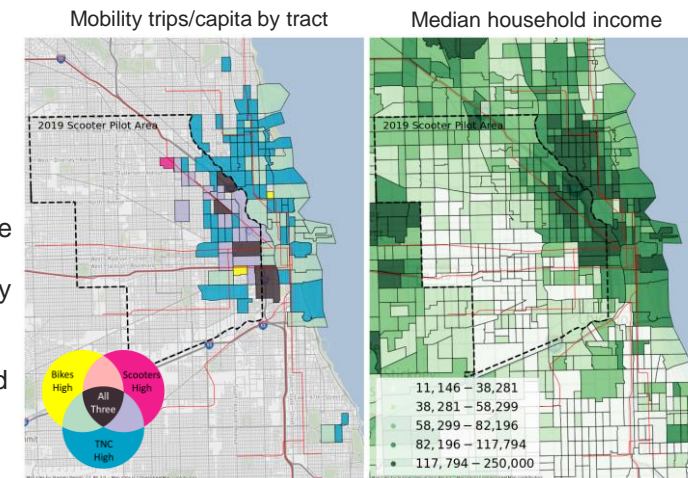 Mobility trips/capita by tract
Median household income
2019 Scooter Pilot Area
2019 Scooter Pilot Area
Bikes
High
Scooters
High
All
Three
TNC
High
11,146 – 38,281
38,281 – 58,299
58,299 – 82,196
82,196 – 117,794
117,794 – 250,000